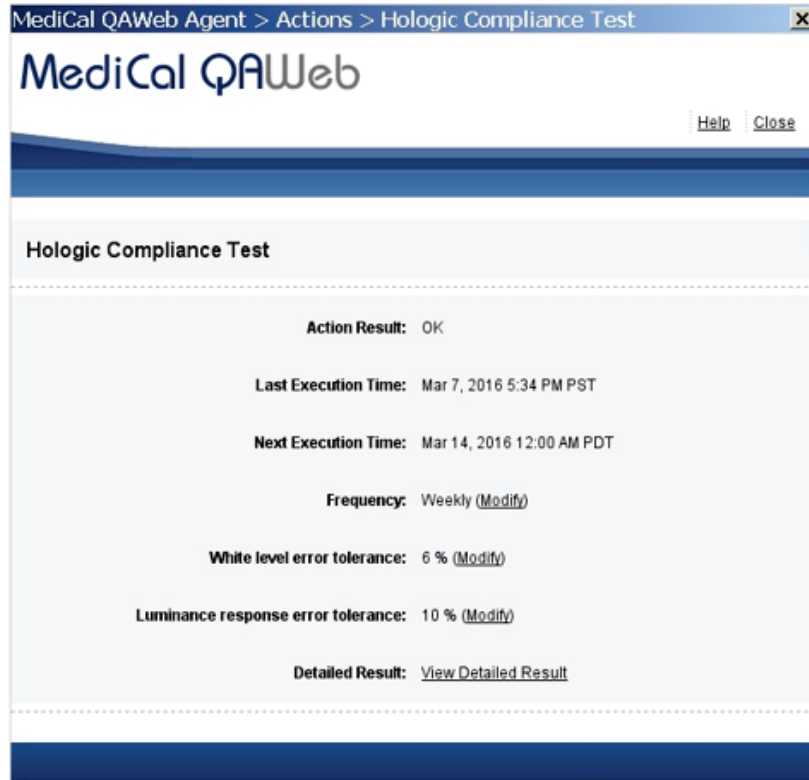 MediCal QAWeb Agent > Actions > Hologic Compliance Test
MediCal QAWeb
Help Close
Hologic Compliance Test
Action Result: OK
Last Execution Time: Mar 7, 2016 5:34 PM PST
Next Execution Time: Mar 14, 2016 12:00 AM PDT
Frequency: Weekly (Modify)
White level error tolerance: 6 % (Modify)
Luminance response error tolerance: 10 % (Modify)
Detailed Result: View Detailed Result